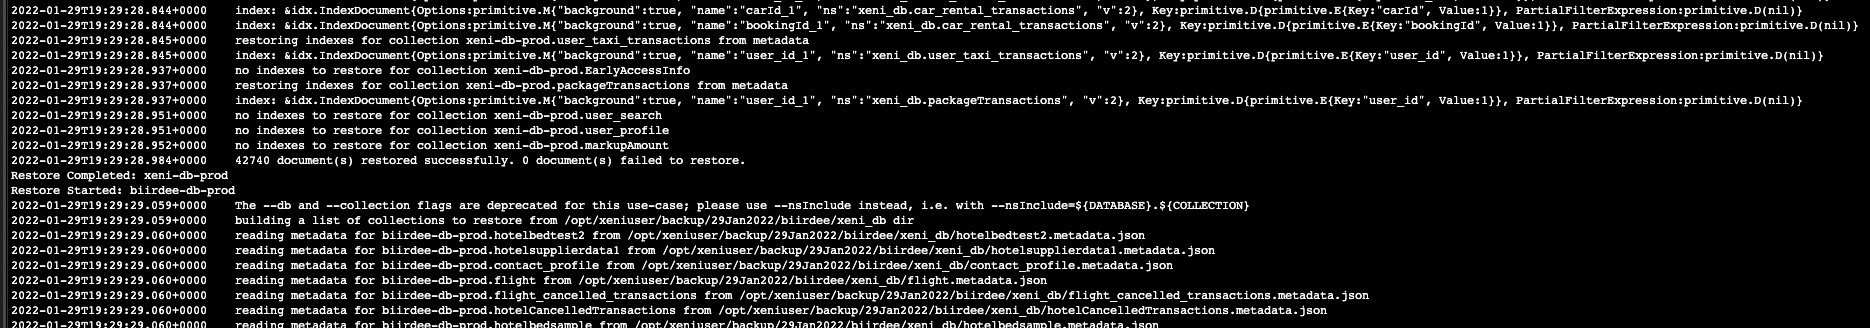 2022-01-29T19:29:28.844+0000    index: &idx.IndexDocument{Options:primitive.M{"background":true, "name":"carId_1", "ns":"xeni_db.car_rental_transactions", "v":2}, Key:primitive.D{primitive.E{Key:"carId", Value:1}}, PartialFilterExpression:primitive.D(nil)}
2022-01-29T19:29:28.844+0000    index: &idx.IndexDocument{Options:primitive.M{"background":true, "name":"bookingId_1", "ns":"xeni_db.car_rental_transactions", "v":2}, Key:primitive.D{primitive.E{Key:"bookingId", Value:1}}, PartialFilterExpression:primitive.D(nil)}
2022-01-29T19:29:28.845+0000    restoring indexes for collection xeni-db-prod.user_taxi_transactions from metadata
2022-01-29T19:29:28.845+0000    index: &idx.IndexDocument{Options:primitive.M{"background":true, "name":"user_id_1", "ns":"xeni_db.user_taxi_transactions", "v":2}, Key:primitive.D{primitive.E{Key:"user_id", Value:1}}, PartialFilterExpression:primitive.D(nil)}
2022-01-29T19:29:28.937+0000    no indexes to restore for collection xeni-db-prod.EarlyAccessInfo
2022-01-29T19:29:28.937+0000    restoring indexes for collection xeni-db-prod.packageTransactions from metadata
2022-01-29T19:29:28.937+0000    index: &idx.IndexDocument{Options:primitive.M{"background":true, "name":"user_id_1", "ns":"xeni_db.packageTransactions", "v":2}, Key:primitive.D{primitive.E{Key:"user_id", Value:1}}, PartialFilterExpression:primitive.D(nil)}
2022-01-29T19:29:28.951+0000    no indexes to restore for collection xeni-db-prod.user_search
2022-01-29T19:29:28.951+0000    no indexes to restore for collection xeni-db-prod.user_profile
2022-01-29T19:29:28.952+0000    no indexes to restore for collection xeni-db-prod.markupAmount
2022-01-29T19:29:28.984+0000    42740 document(s) restored successfully. 0 document(s) failed to restore.
Restore Completed: xeni-db-prod
Restore Started: biirdee-db-prod
2022-01-29T19:29:29.059+0000    The --db and --collection flags are deprecated for this use-case; please use --nsInclude instead, i.e. with --nsInclude=${DATABASE}.${COLLECTION}
2022-01-29T19:29:29.059+0000    building a list of collections to restore from /opt/xeniuser/backup/29Jan2022/biirdee/xeni_db dir
2022-01-29T19:29:29.060+0000    reading metadata for biirdee-db-prod.hotelbedtest2 from /opt/xeniuser/backup/29Jan2022/biirdee/xeni_db/hotelbedtest2.metadata.json
2022-01-29T19:29:29.060+0000    reading metadata for biirdee-db-prod.hotelsupplierdata1 from /opt/xeniuser/backup/29Jan2022/biirdee/xeni_db/hotelsupplierdata1.metadata.json
2022-01-29T19:29:29.060+0000    reading metadata for biirdee-db-prod.contact_profile from /opt/xeniuser/backup/29Jan2022/biirdee/xeni_db/contact_profile.metadata.json
2022-01-29T19:29:29.060+0000    reading metadata for biirdee-db-prod.flight from /opt/xeniuser/backup/29Jan2022/biirdee/xeni_db/flight.metadata.json
2022-01-29T19:29:29.060+0000    reading metadata for biirdee-db-prod.flight_cancelled_transactions from /opt/xeniuser/backup/29Jan2022/biirdee/xeni_db/flight_cancelled_transactions.metadata.json
2022-01-29T19:29:29.060+0000    reading metadata for biirdee-db-prod.hotelCancelledTransactions from /opt/xeniuser/backup/29Jan2022/biirdee/xeni_db/hotelCancelledTransactions.metadata.json
2022-01-29T19:29:29.060+0000    reading metadata for biirdee-db-prod.hotelbedsample from /opt/xeniuser/backup/29Jan2022/biirdee/xeni_db/hotelbedsample.metadata.json